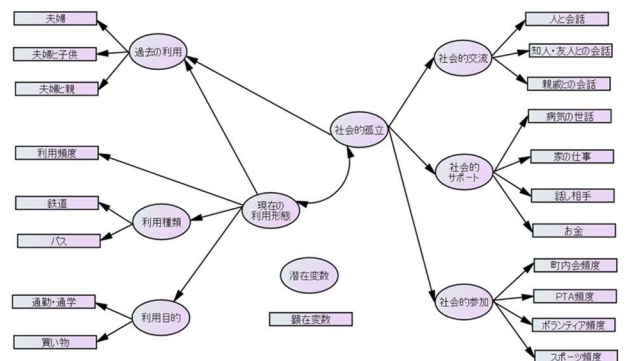 夫婦
夫婦と子供
夫婦と親
過去の利用
利用頻度
鉄道
バス
利用種類
通勤・通学
買い物
利用目的
現在の
利用形態
社会的孤立
潜在変数
顕在変数
社会的交流
人と会話
知人・友人との会話
親戚との会話
社会的
サポート
病気の世話
家の仕事
話し相手
お金
社会的参加
町内会頻度
PTA頻度
ボランティア頻度
スポーツ頻度